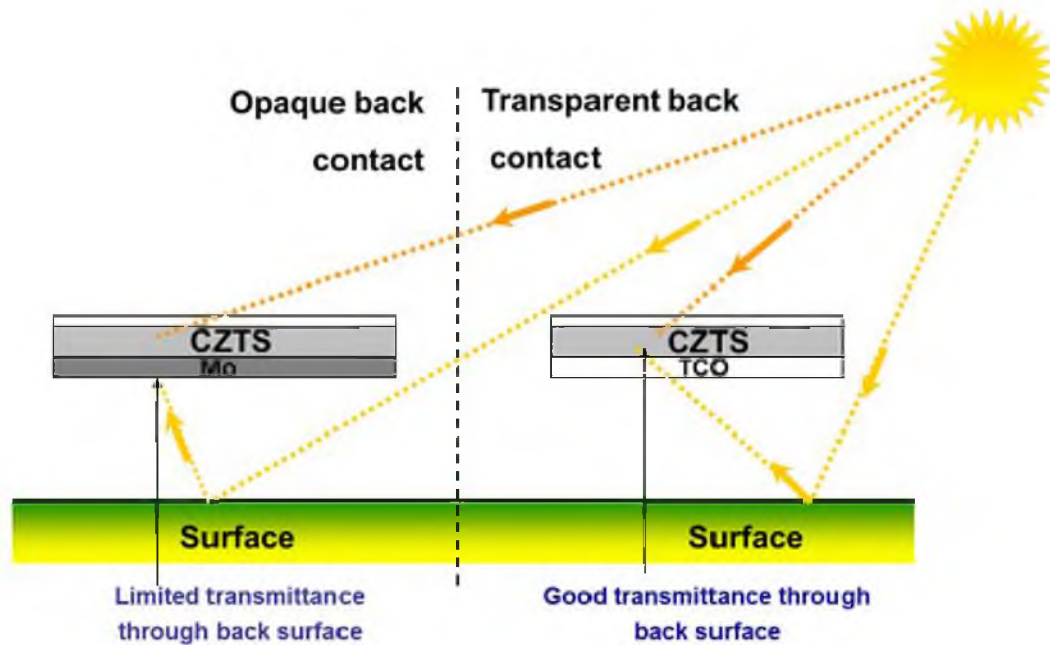 Opaque back
contact
Transparent back
contact
CZTS
Mo
CZTS
TCO
Surface
Surface
Limited transmittance
through back surface
Good transmittance through
back surface